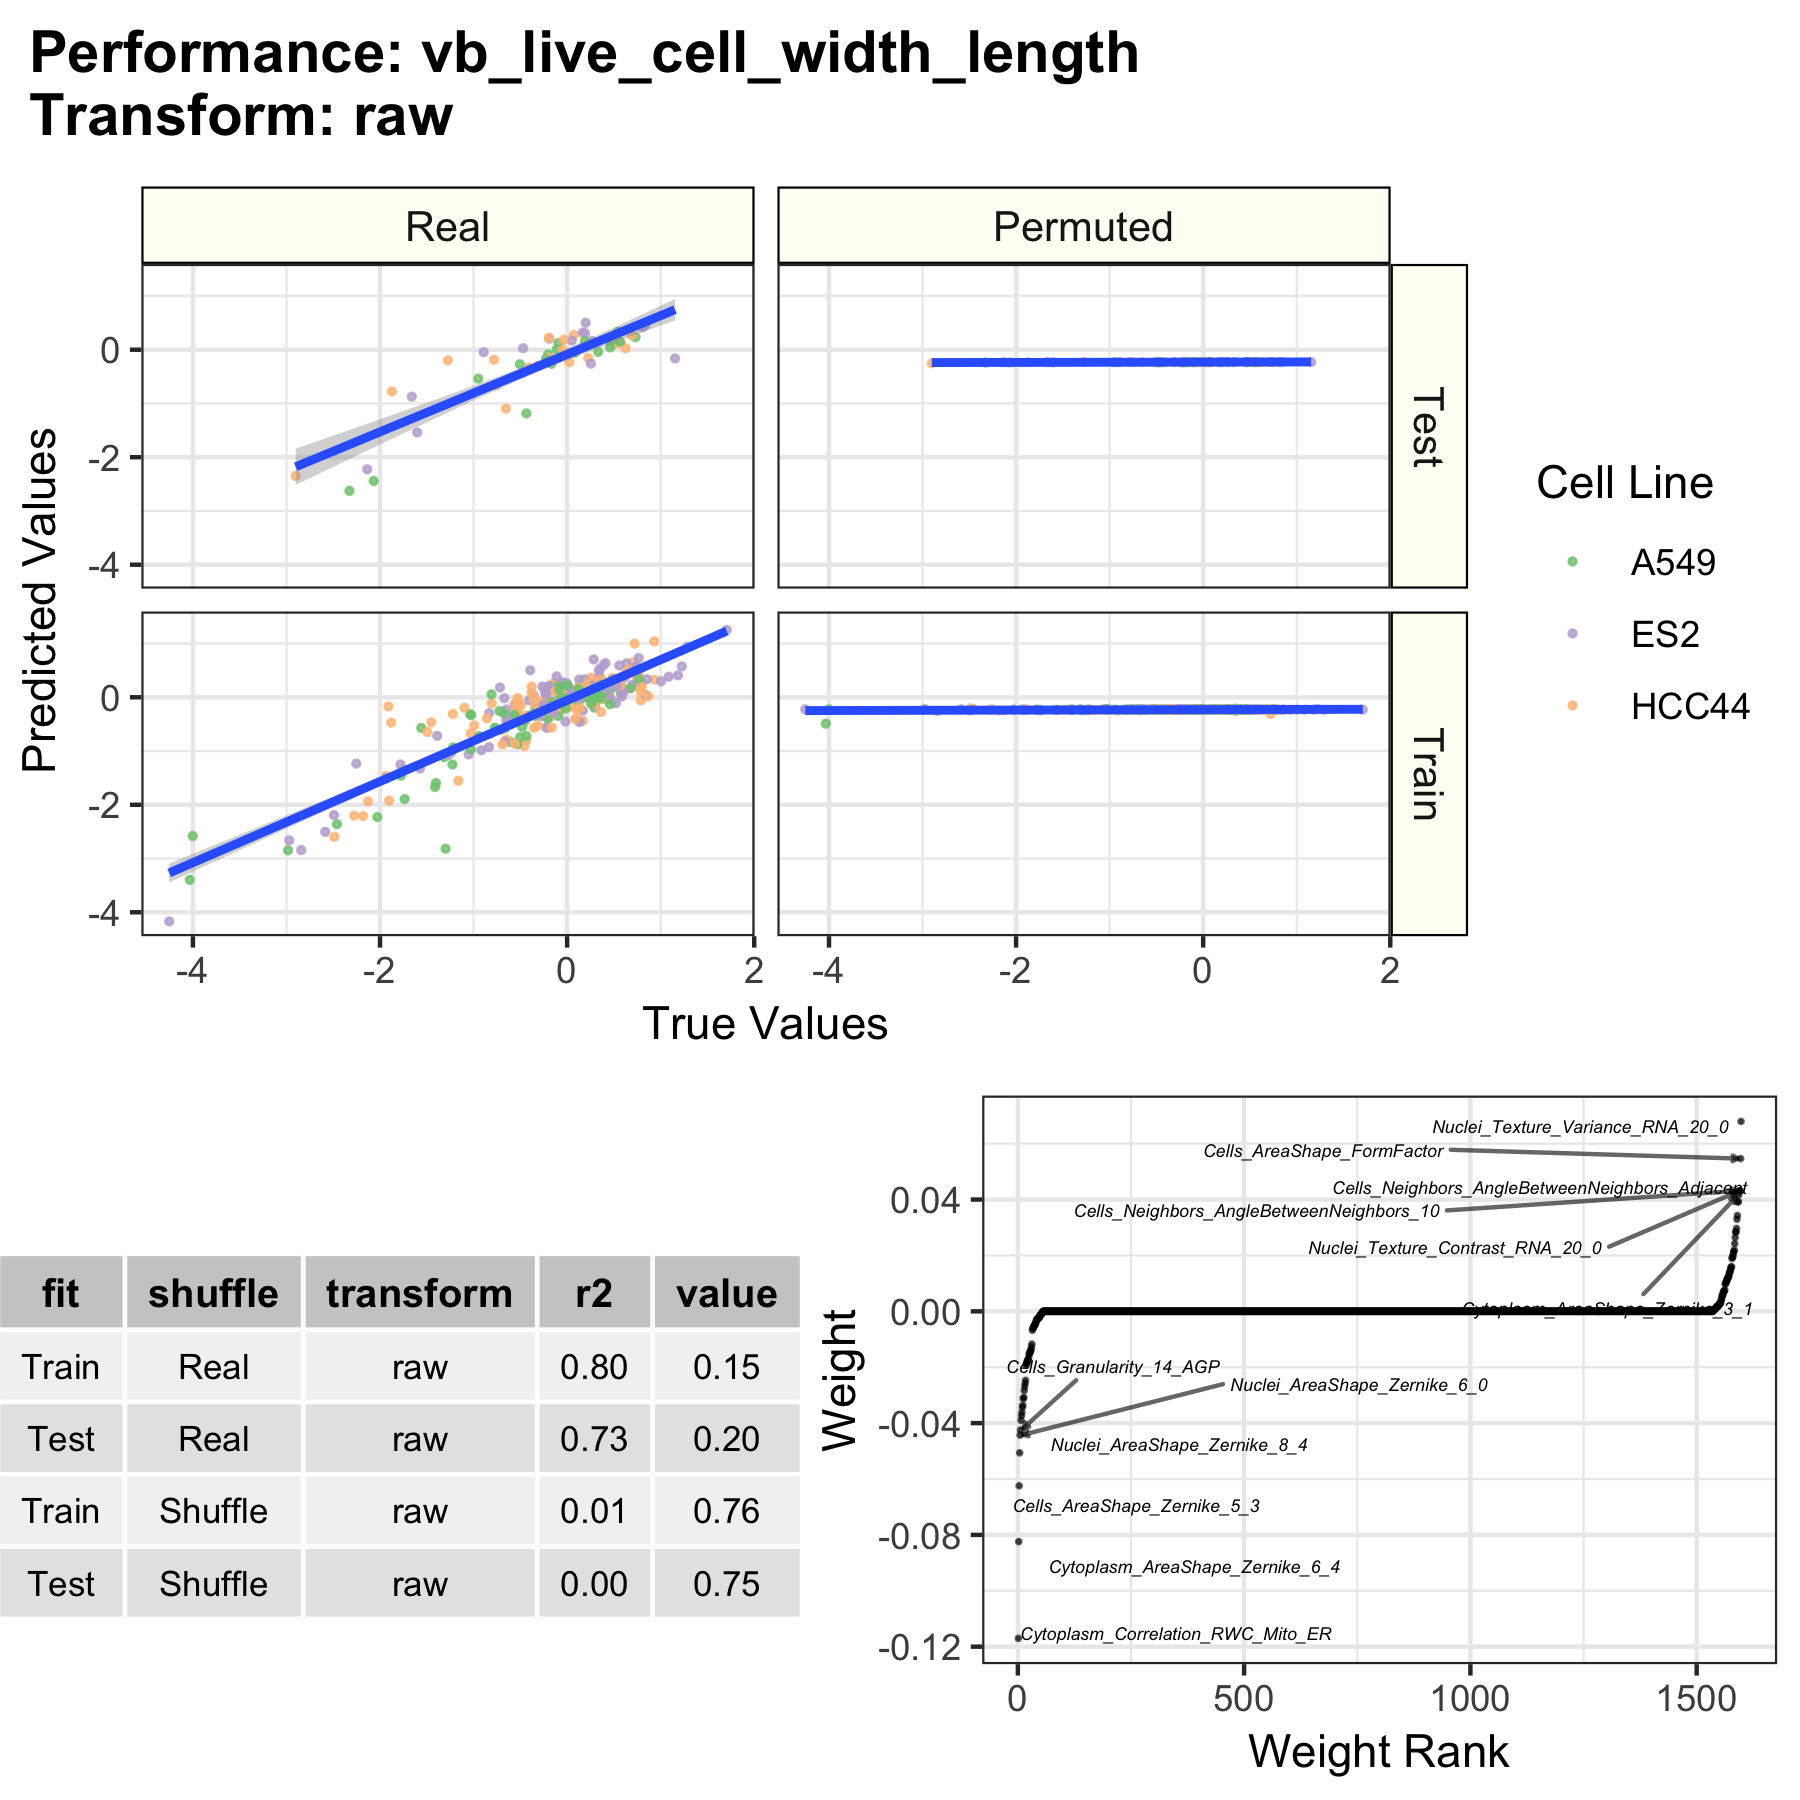 Performance: vb_live_cell_width_length
Transform: raw
Real
Permuted
0
-2
-4
Test
0
-2
-4
Train
-4
-2
0
2
-4
-2
0
2
Predicted Values
True Values
Cell Line
A549
ES2
HCC44
fit shuffle transform r2 value
Train Real raw 0.80 0.15
Test Real raw 0.73 0.20
Train Shuffle raw 0.01 0.76
Test Shuffle raw 0.00 0.75
Weight
0.04
0.00
-0.04
-0.08
-0.12
Nuclei_Texture_Variance_RNA_20_0
Cells_AreaShape_FormFactor
Cells_Neighbors_AngleBetweenNeighbors_Adjacent
Cells_Neighbors_AngleBetweenNeighbors_10
Nuclei_Texture_Contrast_RNA_20_0
Cytoplasm_AreaShape_Zernike_3_1
Cells_Granularity_14_AGP
Nuclei_AreaShape_Zernike_6_0
Nuclei_AreaShape_Zernike_8_4
Cells_AreaShape_Zernike_5_3
Cytoplasm_AreaShape_Zernike_6_4
Cytoplasm_Correlation_RWC_Mito_ER
0
500
1000
1500
Weight Rank